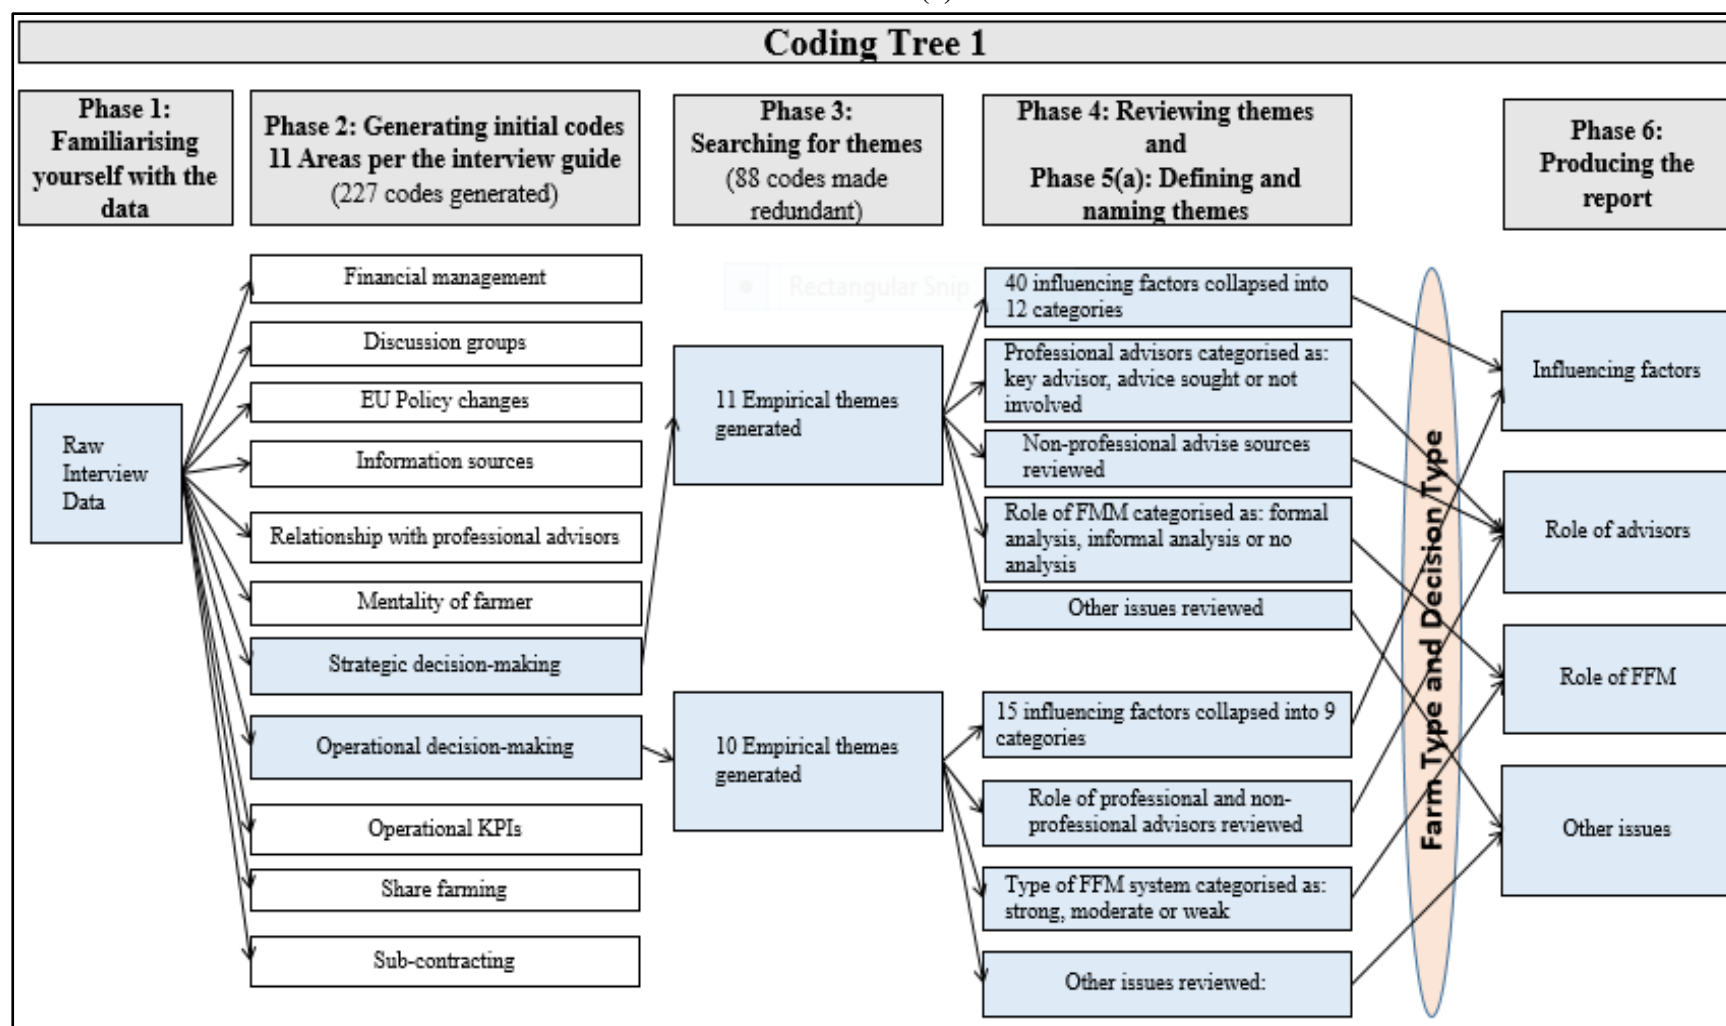 Coding Tree 1
Phase 1:
Familiarising
yourself with the
data
Phase 2: Generating initial codes
11 Areas per the interview guide
(227 codes generated)
Phase 3:
Searching for themes
(88 codes made
redundant)
Phase 4: Reviewing themes
and
Phase 5(a): Defining and
naming themes
Phase 6:
Producing the
report
Raw
Interview
Data
Financial management
Discussion groups
EU Policy changes
Information sources
Relationship with professional advisors
Mentality of farmer
Strategic decision-making
Operational decision-making
Operational KPIs
Share farming
Sub-contracting
Rectangular Snip
11 Empirical themes
generated
10 Empirical themes
generated
40 influencing factors collapsed into
12 categories
Professional advisors categorised as:
key advisor, advice sought or not
involved
Non-professional advise sources
reviewed
Role of FMM categorised as: formal
analysis, informal analysis or no
analysis
Other issues reviewed
15 influencing factors collapsed into 9
categories
Role of professional and non-
professional advisors reviewed
Type of FFM system categorised as:
strong, moderate or weak
Other issues reviewed:
Farm Type and Decision Type
Influencing factors
Role of advisors
Role of FFM
Other issues